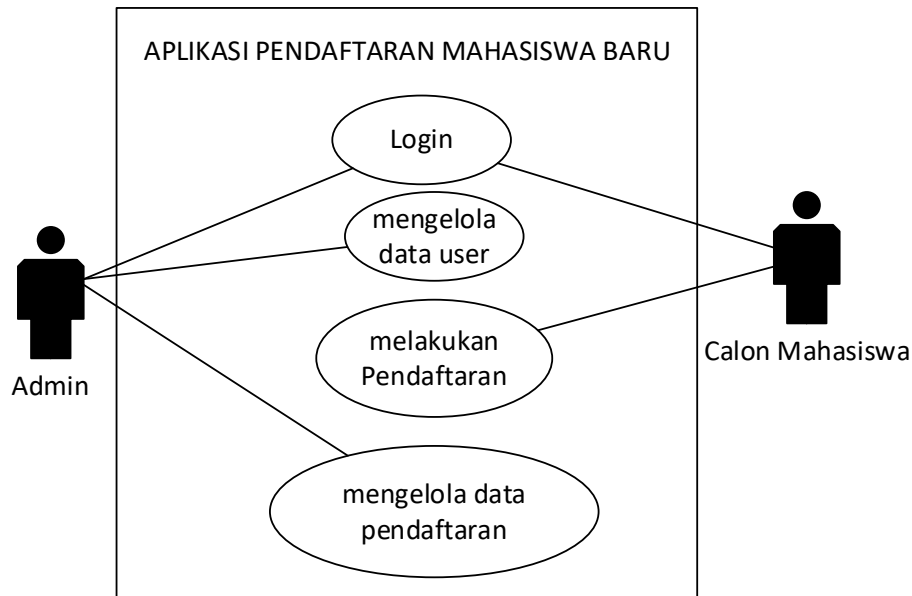 APLIKASI PENDAFTARAN MAHASISWA BARU
Login
mengelola
data user
melakukan
Pendaftaran
mengelola data
pendaftaran
Admin
Calon Mahasiswa